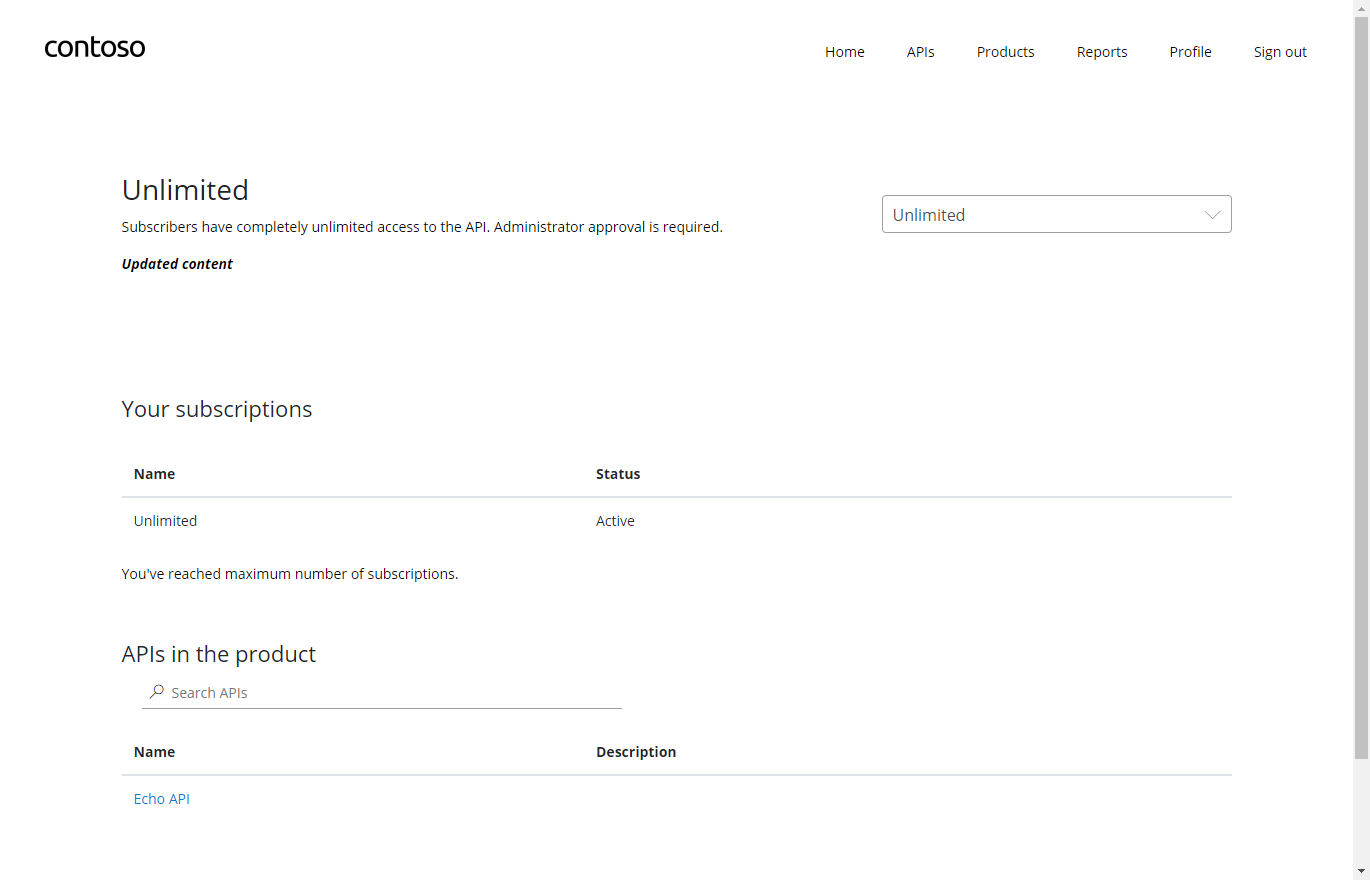 contoso
Home APIs Products Reports Profile Sign out
Unlimited
Subscribers have completely unlimited access to the API. Administrator approval is required.
Updated content
Unlimited
Your subscriptions
Name Status
Unlimited Active
You've reached maximum number of subscriptions.
APIs in the product
Search APIs
Name Description
Echo API